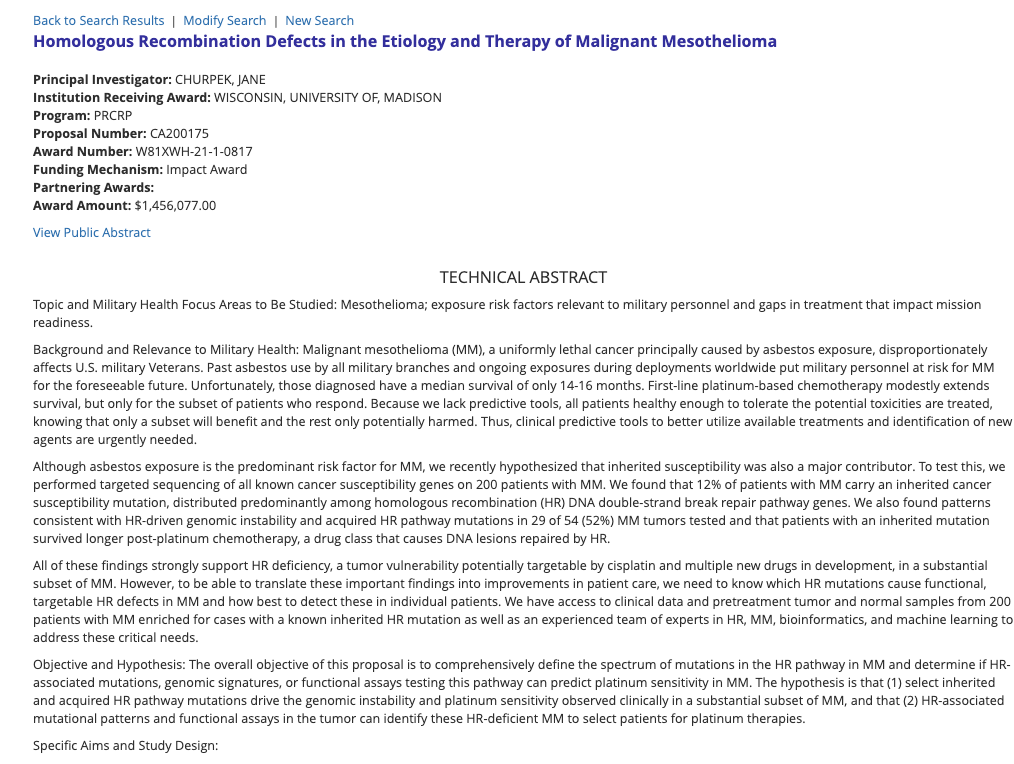 Back to Search Results | Modify Search | New Search
Homologous Recombination Defects in the Etiology and Therapy of Malignant Mesothelioma
Principal Investigator: CHURPEK, JANE
Institution Receiving Award: WISCONSIN, UNIVERSITY OF, MADISON
Program: PRCRP
Proposal Number: CA200175
Award Number: W81XWH-21-1-0817
Funding Mechanism: Impact Award
Partnering Awards:
Award Amount: $1,456,077.00
View Public Abstract
TECHNICAL ABSTRACT
Topic and Military Health Focus Areas to Be Studied: Mesothelioma; exposure risk factors relevant to military personnel and gaps in treatment that impact mission
readiness.
Background and Relevance to Military Health: Malignant mesothelioma (MM), a uniformly lethal cancer principally caused by asbestos exposure, disproportionately
affects U.S. military Veterans. Past asbestos use by all military branches and ongoing exposures during deployments worldwide put military personnel at risk for MM
for the foreseeable future. Unfortunately, those diagnosed have a median survival of only 14-16 months. First-line platinum-based chemotherapy modestly extends
survival, but only for the subset of patients who respond. Because we lack predictive tools, all patients healthy enough to tolerate the potential toxicities are treated,
knowing that only a subset will benefit and the rest only potentially harmed. Thus, clinical predictive tools to better utilize available treatments and identification of new
agents are urgently needed.
Although asbestos exposure is the predominant risk factor for MM, we recently hypothesized that inherited susceptibility was also a major contributor. To test this, we
performed targeted sequencing of all known cancer susceptibility genes on 200 patients with MM. We found that 12% of patients with MM carry an inherited cancer
susceptibility mutation, distributed predominantly among homologous recombination (HR) DNA double-strand break repair pathway genes. We also found patterns
consistent with HR-driven genomic instability and acquired HR pathway mutations in 29 of 54 (52%) MM tumors tested and that patients with an inherited mutation
survived longer post-platinum chemotherapy, a drug class that causes DNA lesions repaired by HR.
All of these findings strongly support HR deficiency, a tumor vulnerability potentially targetable by cisplatin and multiple new drugs in development, in a substantial
subset of MM. However, to be able to translate these important findings into improvements in patient care, we need to know which HR mutations cause functional,
targetable HR defects in MM and how best to detect these in individual patients. We have access to clinical data and pretreatment tumor and normal samples from 200
patients with MM enriched for cases with a known inherited HR mutation as well as an experienced team of experts in HR, MM, bioinformatics, and machine learning to
address these critical needs.
Objective and Hypothesis: The overall objective of this proposal is to comprehensively define the spectrum of mutations in the HR pathway in MM and determine if HR-
associated mutations, genomic signatures, or functional assays testing this pathway can predict platinum sensitivity in MM. The hypothesis is that (1) select inherited
and acquired HR pathway mutations drive the genomic instability and platinum sensitivity observed clinically in a substantial subset of MM, and that (2) HR-associated
mutational patterns and functional assays in the tumor can identify these HR-deficient MM to select patients for platinum therapies.
Specific Aims and Study Design: